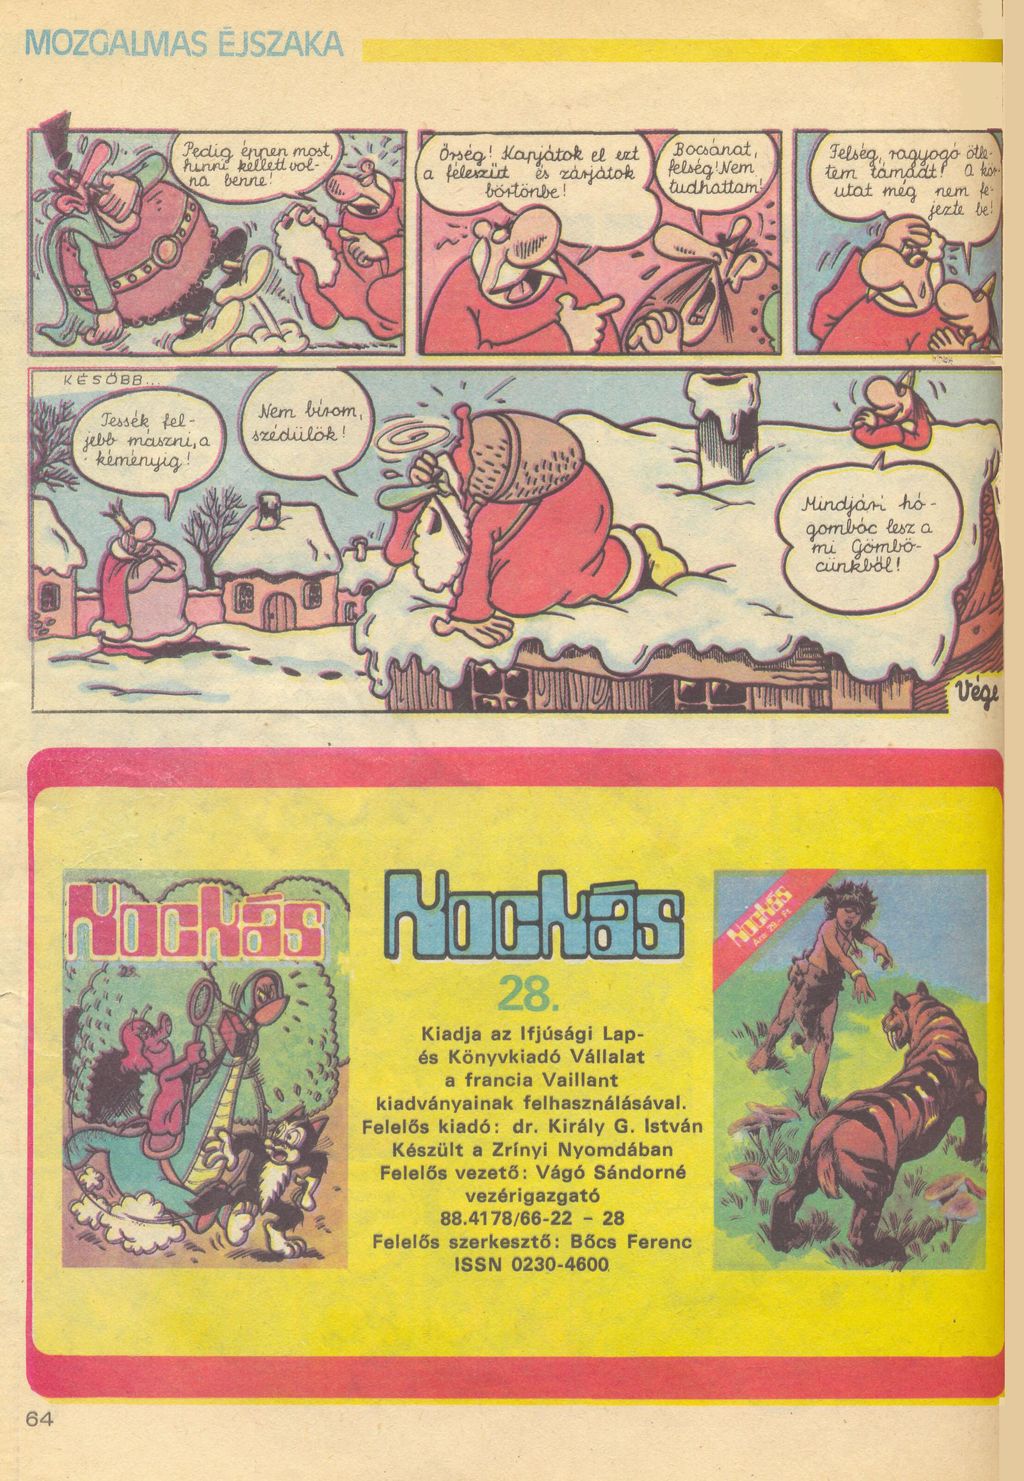 MOZGALMAS ÉJSZAKA
Pedig éppen most,
hinni kellett vol-
na benne!
Őrség! Kapjátok el ezt
a féleszűt és zárjátok
börtönbe!
Bocsánat,
felség! Nem
tudhattam!
Felség, ragyogó ötle-
tem támadt! A kör-
utat még nem fe-
jezte be!
KÉSŐBB...
Tessék fel-
jebb mászni, a
kéményig!
Nem bírom,
szédülök!
Mindjárt hó-
gombóc lesz a
mi Gömbö-
cünkből!
Vége
Kockás
Kockás
28.
Kiadja az Ifjúsági Lap-
és Könyvkiadó Vállalat
a francia Vaillant
kiadványainak felhasználásával.
Felelős kiadó: dr. Király G. István
Készült a Zrínyi Nyomdában
Felelős vezető: Vágó Sándorné
vezérigazgató
88.4178/66-22 - 28
Felelős szerkesztő: Bőcs Ferenc
ISSN 0230-4600
Kockás
Ára: 29,- Ft
64